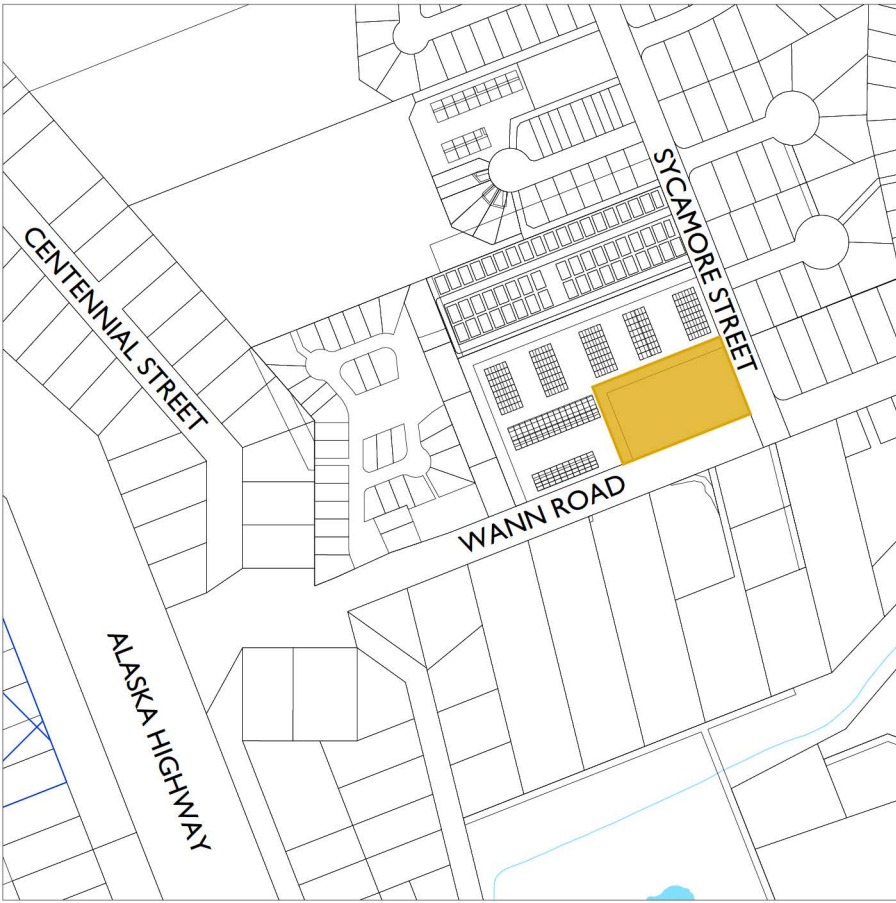 SYCAMORE STREET
CENTENNIAL STREET
WANN ROAD
ALASKA HIGHWAY